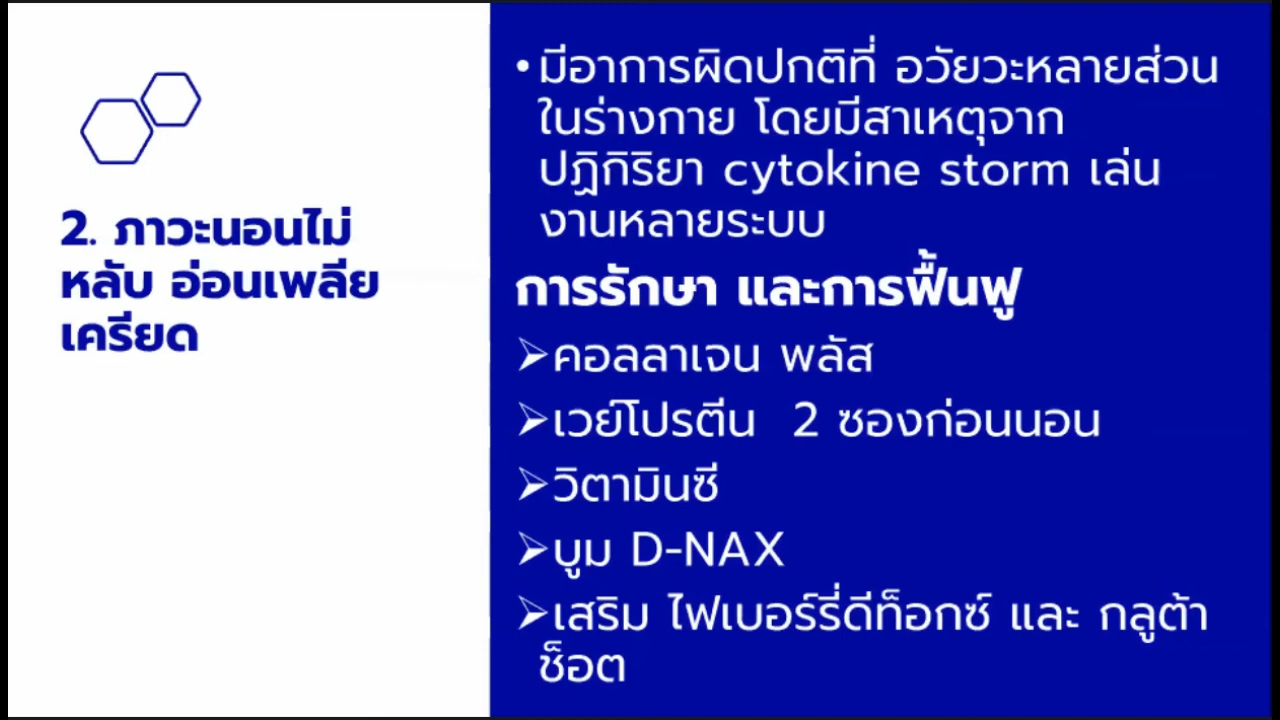 2. ภาวะนอนไม่
หลับ อ่อนเพลีย
เครียด
• มีอาการผิดปกติที่ อวัยวะหลายส่วน
ในร่างกาย โดยมีสาเหตุจาก
ปฏิกิริยา cytokine storm เล่น
งานหลายระบบ
การรักษา และการฟื้นฟู
➢คอลลาเจน พลัส
➢เวย์โปรตีน 2 ซองก่อนนอน
➢วิตามินซี
➢บูม D-NAX
➢เสริม ไฟเบอร์รี่ดีท็อกซ์ และ กลูต้า
ช็อต